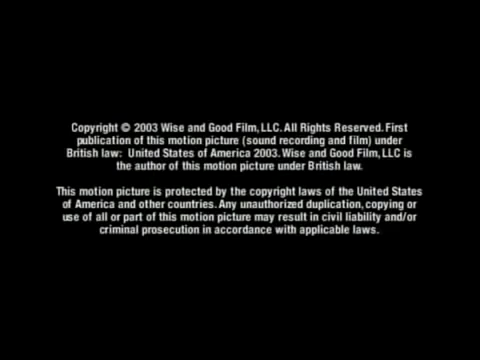 Copyright © 2003 Wise and Good Film, LLC. All Rights Reserved. First
publication of this motion picture (sound recording and film) under
British law: United States of America 2003. Wise and Good Film, LLC is
the author of this motion picture under British law.
This motion picture is protected by the copyright laws of the United States
of America and other countries. Any unauthorized duplication, copying or
use of all or part of this motion picture may result in civil liability and/or
criminal prosecution in accordance with applicable laws.